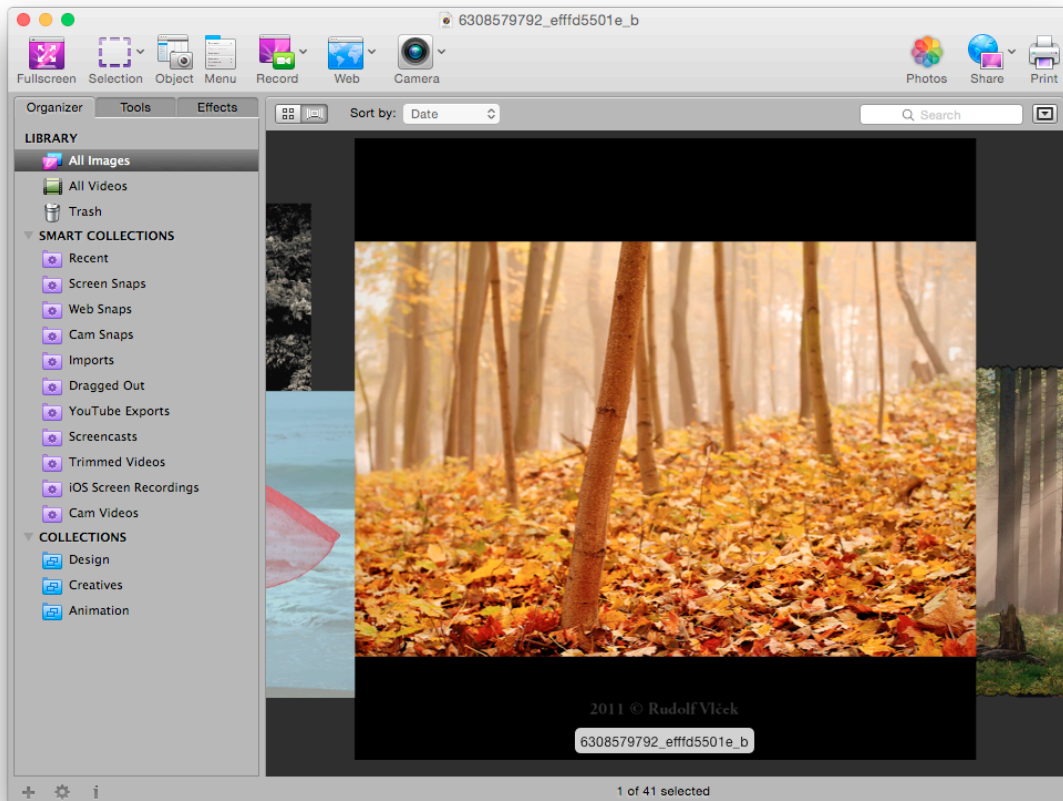 6308579792_efffd5501e_b
Fullscreen Selection Object Menu Record Web Camera Photos Share Print
Organizer Tools Effects
Sort by: Date
Search
LIBRARY
All Images
All Videos
Trash
SMART COLLECTIONS
Recent
Screen Snaps
Web Snaps
Cam Snaps
Imports
Dragged Out
YouTube Exports
Screencasts
Trimmed Videos
iOS Screen Recordings
Cam Videos
COLLECTIONS
Design
Creatives
Animation
2011 © Rudolf Vlček
6308579792_efffd5501e_b
1 of 41 selected